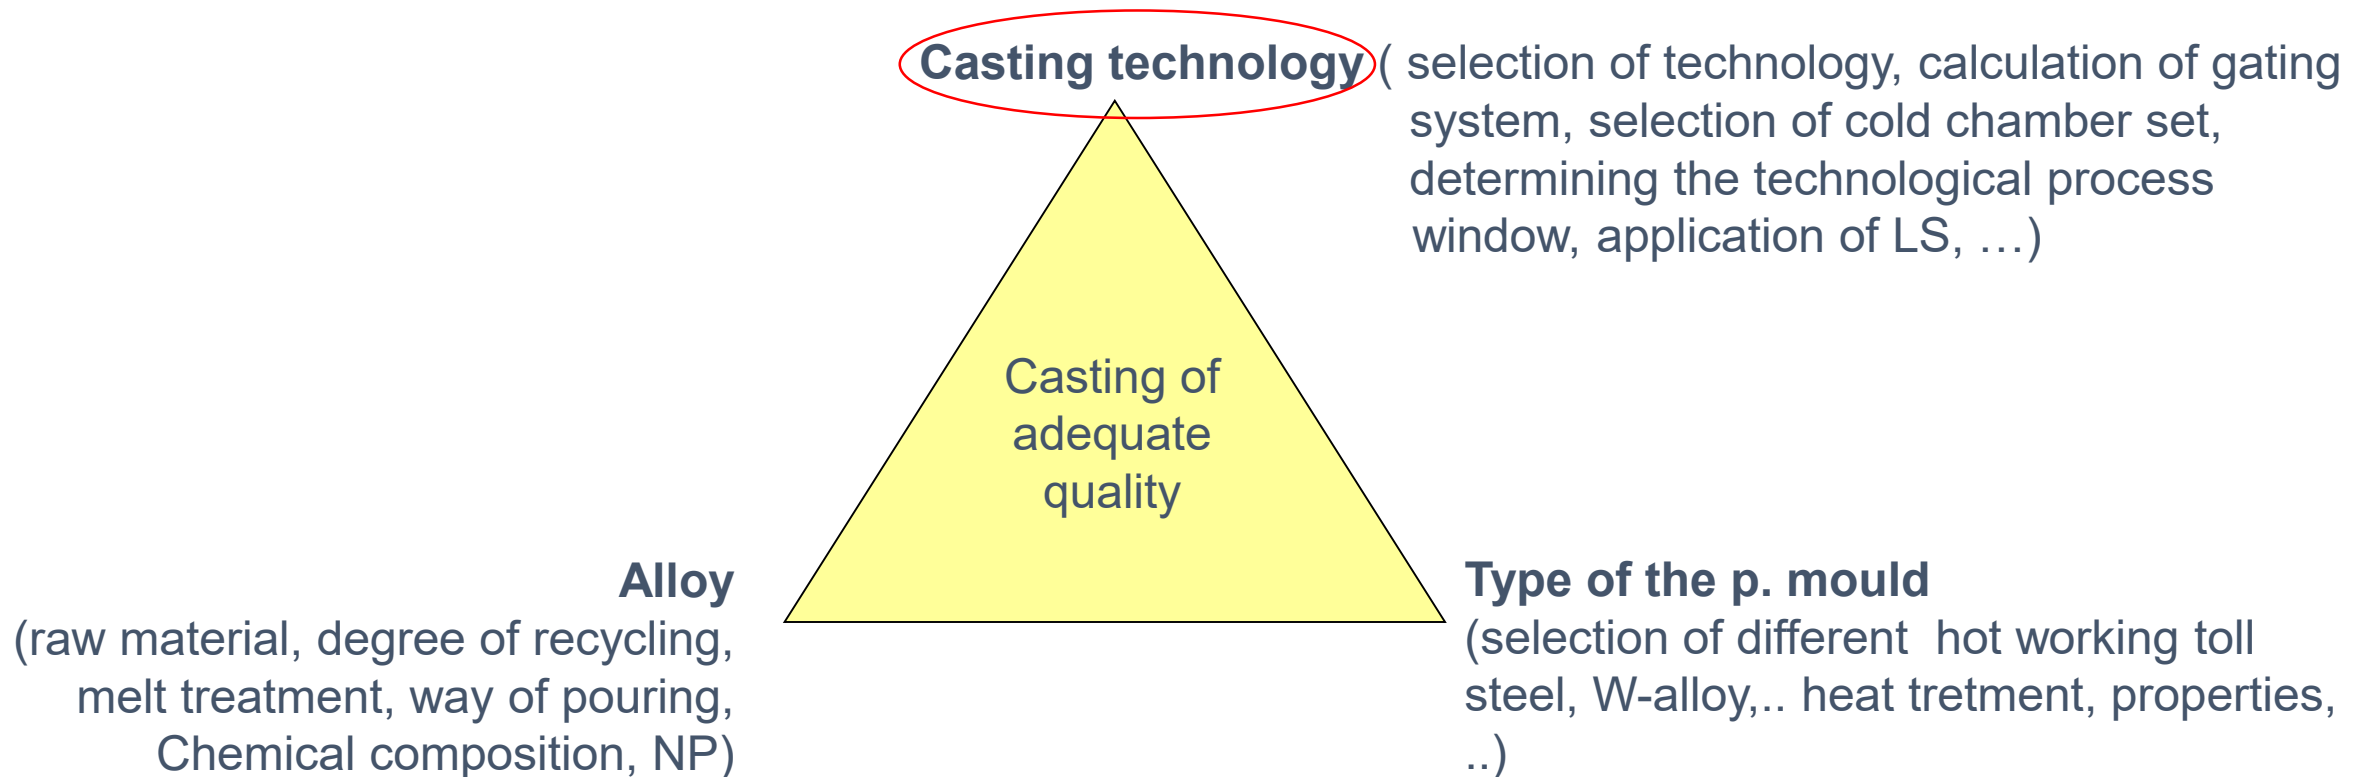 Casting technology ( selection of technology, calculation of gating
system, selection of cold chamber set,
determining the technological process
window, application of LS, …)
Casting of
adequate
quality
Alloy
(raw material, degree of recycling,
melt treatment, way of pouring,
Chemical composition, NP)
Type of the p. mould
(selection of different  hot working toll
steel, W-alloy,.. heat tretment, properties,
..)